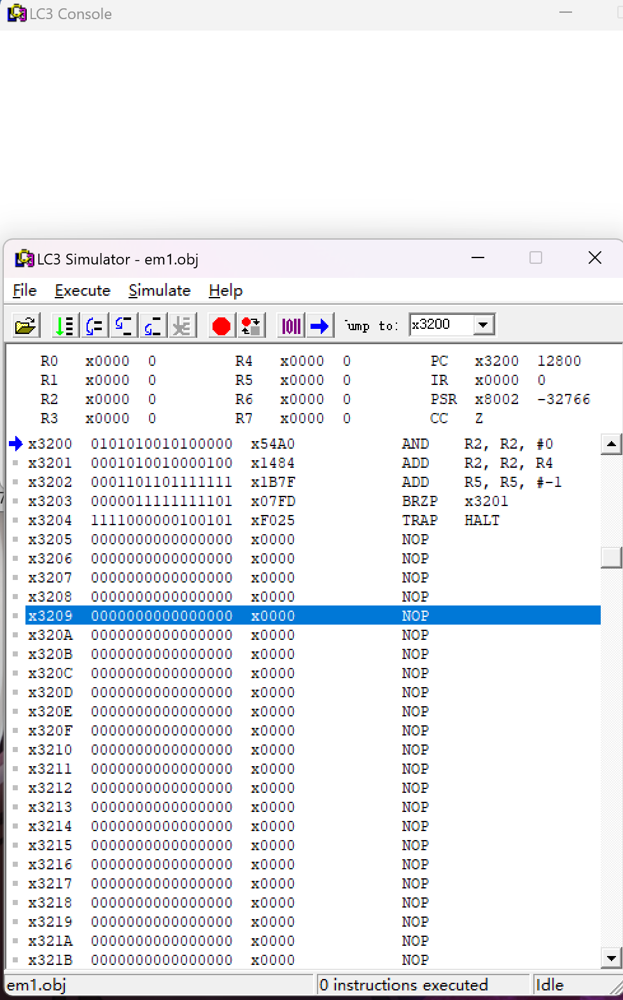 LC3 Console
LC3 Simulator - em1.obj
File Execute Simulate Help
Jump to: x3200
R0 x0000 0 R4 x0000 0 PC x3200 12800
R1 x0000 0 R5 x0000 0 IR x0000 0
R2 x0000 0 R6 x0000 0 PSR x8002 -32766
R3 x0000 0 R7 x0000 0 CC Z
x3200 0101010010100000 x54A0 AND R2, R2, #0
x3201 0001010010000100 x1484 ADD R2, R2, R4
x3202 0001101101111111 x1B7F ADD R5, R5, #-1
x3203 0000011111111101 x07FD BRZP x3201
x3204 1111000000100101 xF025 TRAP HALT
x3205 0000000000000000 x0000 NOP
x3206 0000000000000000 x0000 NOP
x3207 0000000000000000 x0000 NOP
x3208 0000000000000000 x0000 NOP
x3209 0000000000000000 x0000 NOP
x320A 0000000000000000 x0000 NOP
x320B 0000000000000000 x0000 NOP
x320C 0000000000000000 x0000 NOP
x320D 0000000000000000 x0000 NOP
x320E 0000000000000000 x0000 NOP
x320F 0000000000000000 x0000 NOP
x3210 0000000000000000 x0000 NOP
x3211 0000000000000000 x0000 NOP
x3212 0000000000000000 x0000 NOP
x3213 0000000000000000 x0000 NOP
x3214 0000000000000000 x0000 NOP
x3215 0000000000000000 x0000 NOP
x3216 0000000000000000 x0000 NOP
x3217 0000000000000000 x0000 NOP
x3218 0000000000000000 x0000 NOP
x3219 0000000000000000 x0000 NOP
x321A 0000000000000000 x0000 NOP
x321B 0000000000000000 x0000 NOP
em1.obj 0 instructions executed Idle